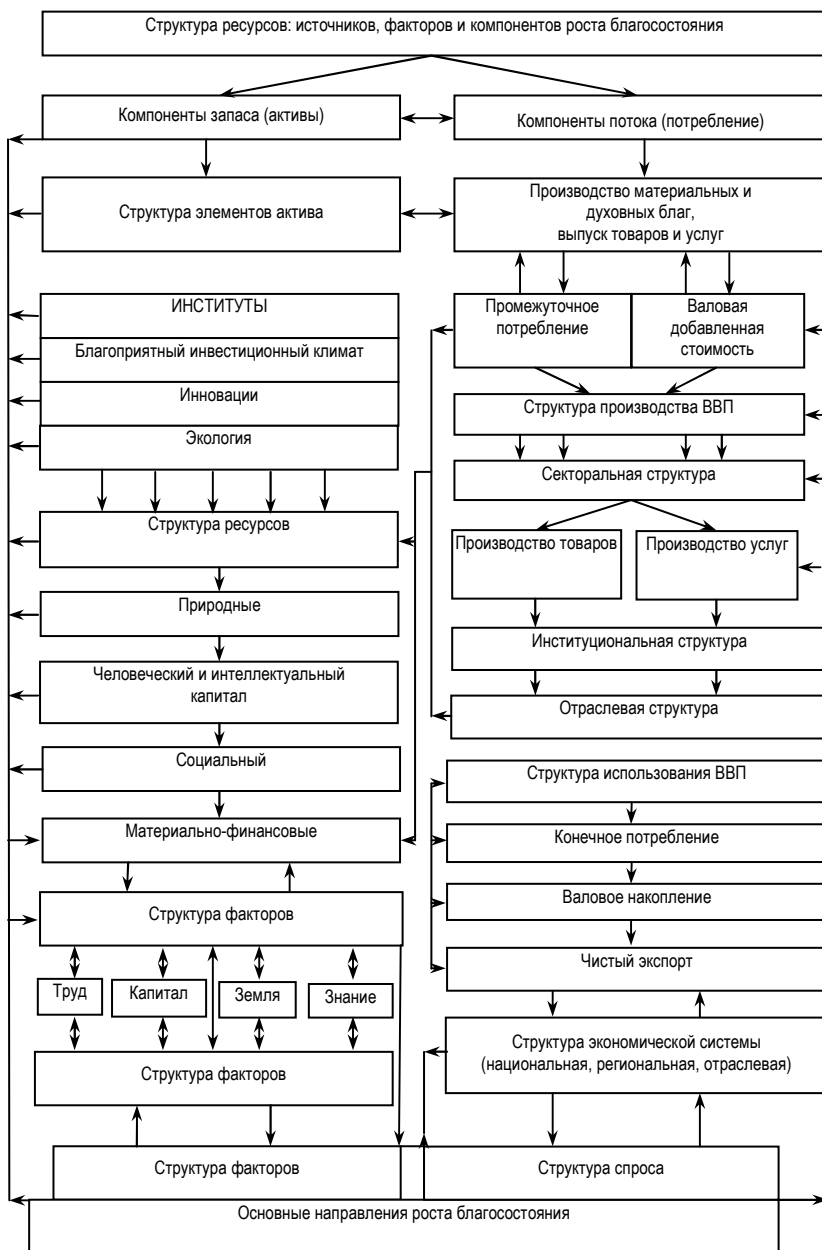 Структура ресурсов: источников, факторов и компонентов роста благосостояния
Компоненты запаса (активы)
Компоненты потока (потребление)
Структура элементов актива
Производство материальных и
духовных благ,
выпуск товаров и услуг
ИНСТИТУТЫ
Благоприятный инвестиционный климат
Инновации
Экология
Промежуточное
потребление
Валовая
добавленная
стоимость
Структура производства ВВП
Секторальная структура
Структура ресурсов
Производство товаров
Производство услуг
Природные
Институциональная структура
Человеческий и интеллектуальный
капитал
Отраслевая структура
Социальный
Структура использования ВВП
Материально-финансовые
Конечное потребление
Структура факторов
Валовое накопление
Чистый экспорт
Труд
Капитал
Земля
Знание
Структура экономической системы
(национальная, региональная, отраслевая)
Структура факторов
Структура факторов
Структура спроса
Основные направления роста благосостояния